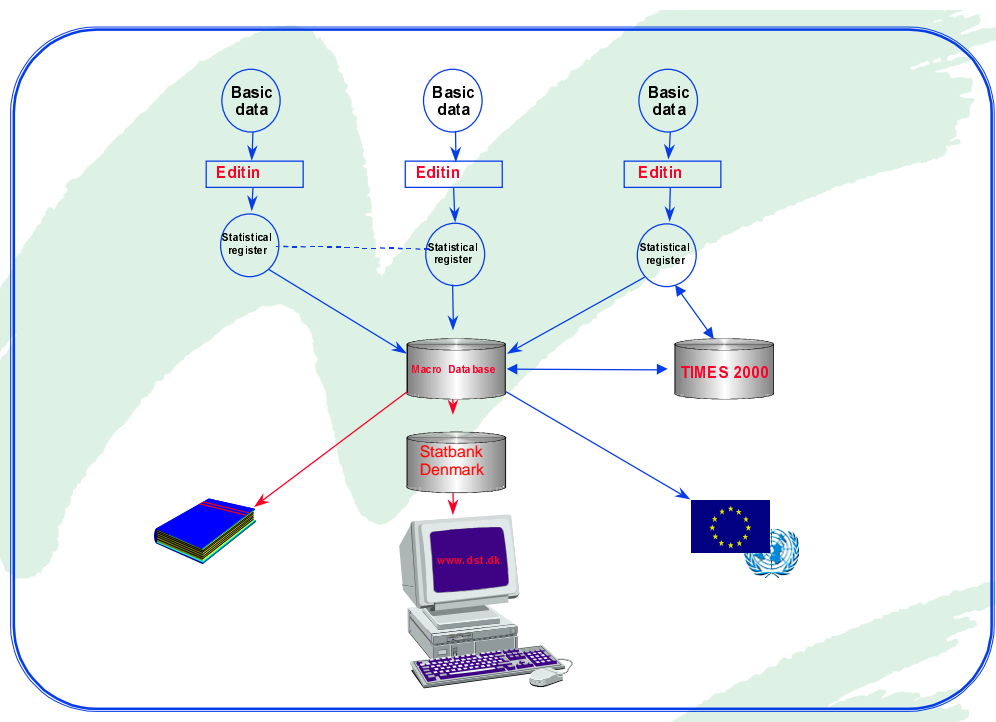 Basic
data
Basic
data
Basic
data
Editin
Editin
Editin
Statistical
register
Statistical
register
Statistical
register
Macro Database
TIMES 2000
Statbank
Denmark
www.dst.dk